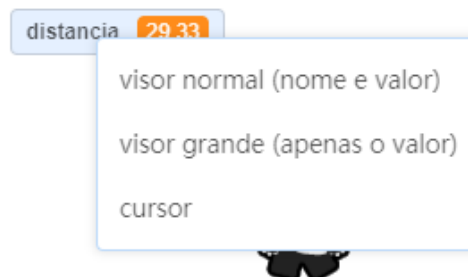 distancia 29.33
visor normal (nome e valor)
visor grande (apenas o valor)
cursor